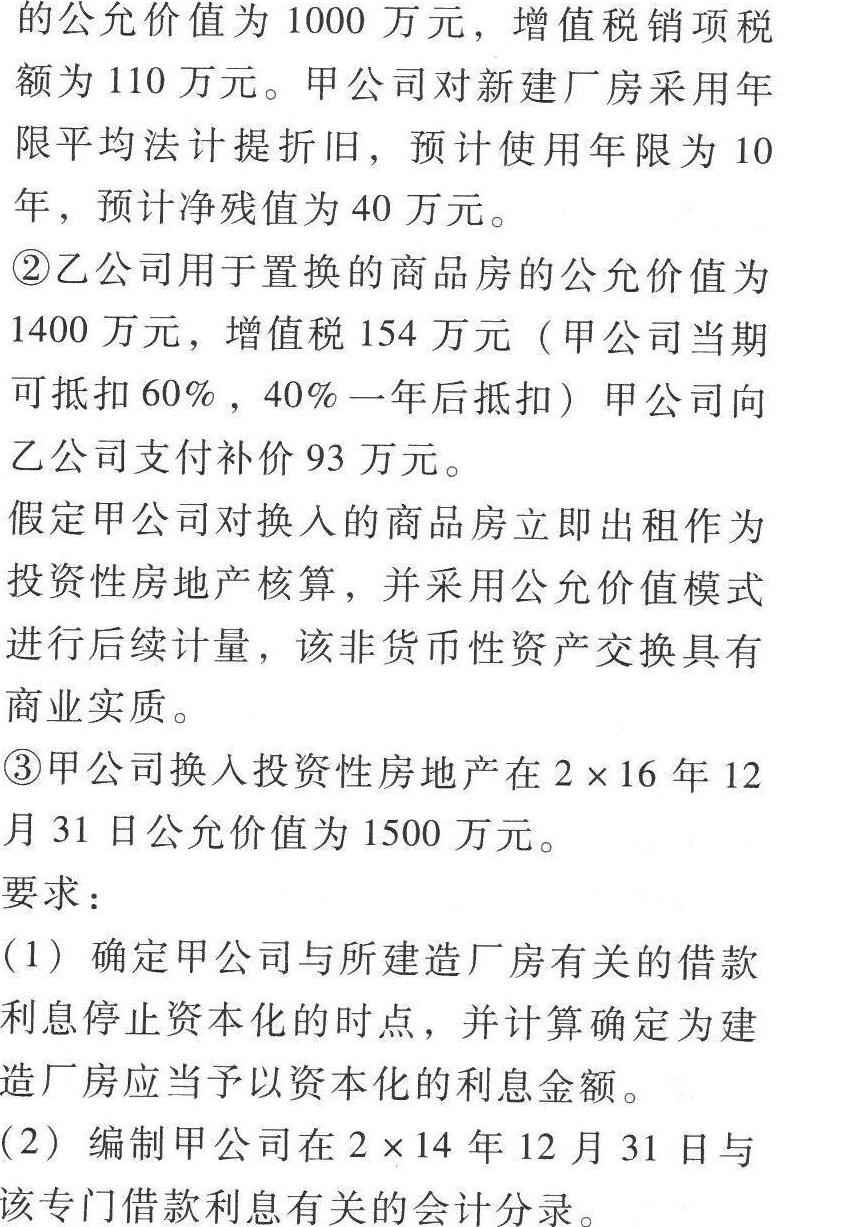 的公允价值为 1000 万元，增值税销项税
额为 110 万元。甲公司对新建厂房采用年
限平均法计提折旧，预计使用年限为 10
年，预计净残值为 40 万元。
②乙公司用于置换的商品房的公允价值为
1400 万元，增值税 154 万元（甲公司当期
可抵扣 60%，40% 一年后抵扣）甲公司向
乙公司支付补价 93 万元。
假定甲公司对换入的商品房立即出租作为
投资性房地产核算，并采用公允价值模式
进行后续计量，该非货币性资产交换具有
商业实质。
③甲公司换入投资性房地产在 2×16 年 12
月 31 日公允价值为 1500 万元。
要求：
(1) 确定甲公司与所建造厂房有关的借款
利息停止资本化的时点，并计算确定为建
造厂房应当予以资本化的利息金额。
(2) 编制甲公司在 2×14 年 12 月 31 日与
该专门借款利息有关的会计分录。